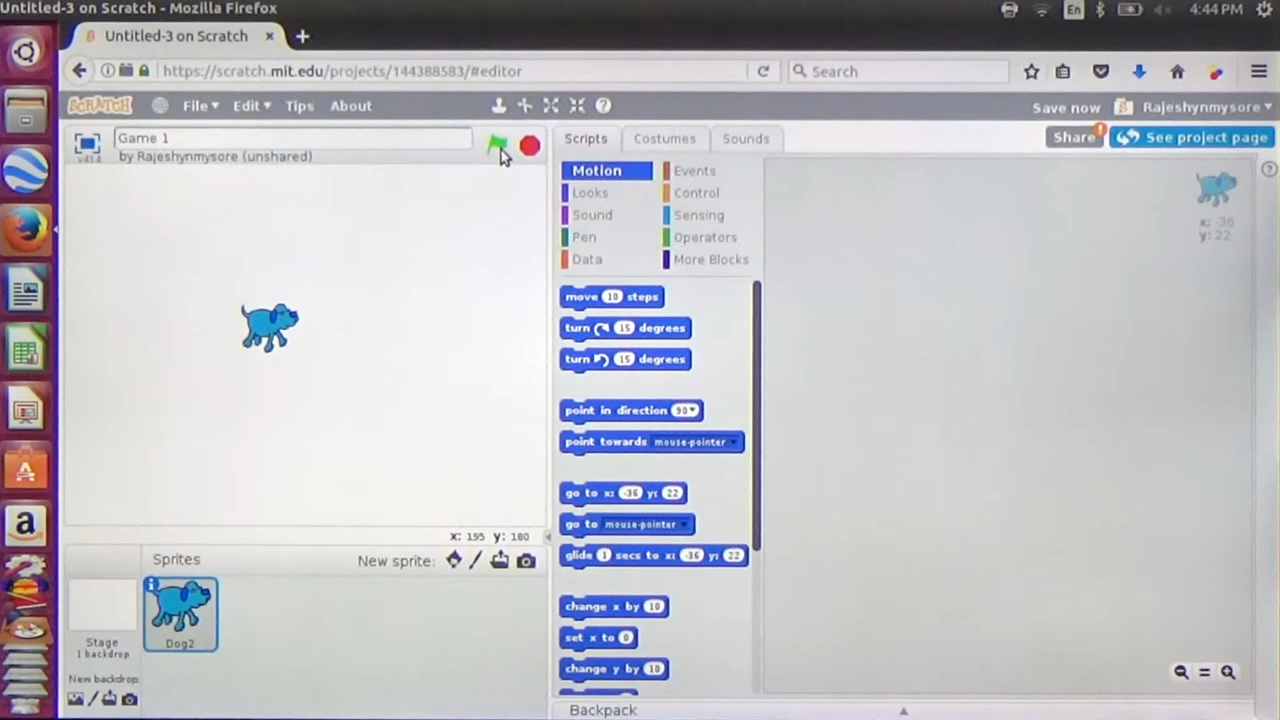 Untitled-3 on Scratch - Mozilla Firefox
En
4:44 PM
Untitled-3 on Scratch
https://scratch.mit.edu/projects/144388583/#editor
Search
SCRATCH
File
Edit
Tips
About
Save now
Rajeshynmysore
Game 1
by Rajeshynmysore (unshared)
v454
Scripts
Costumes
Sounds
Share
!
See project page
Motion
Events
Looks
Control
Sound
Sensing
Pen
Operators
Data
More Blocks
x: -36
y: 22
move 10 steps
turn 15 degrees
turn 15 degrees
point in direction 90
point towards mouse-pointer
go to x: -36 y: 22
go to mouse-pointer
glide 1 secs to x: -36 y: 22
change x by 10
set x to 0
change y by 10
x: 195 y: 180
Sprites
New sprite:
Stage
1 backdrop
New backdrop:
Dog2
Backpack